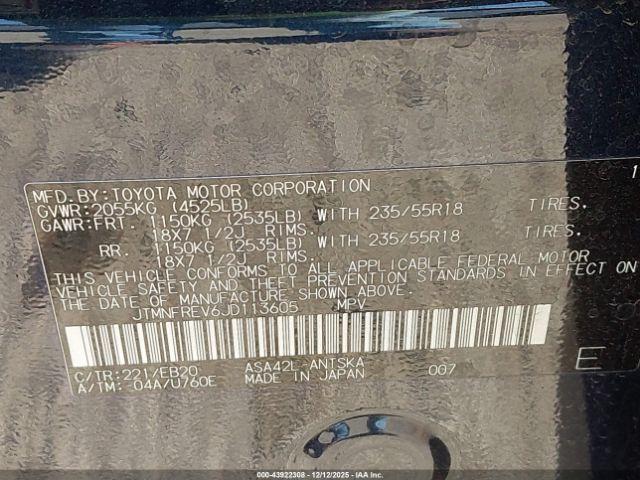 1
MFD. BY:TOYOTA MOTOR CORPORATION
GVWR:2055KG (4525LB)
GAWR:FRT. 1150KG (2535LB) WITH 235/55R18 TIRES.
18X7 1/2J RIMS.
RR. 1150KG (2535LB) WITH 235/55R18 TIRES.
18X7 1/2J RIMS.
THIS VEHICLE CONFORMS TO ALL APPLICABLE FEDERAL MOTOR
VEHICLE SAFETY AND THEFT PREVENTION STANDARDS IN EFFECT ON
THE DATE OF MANUFACTURE SHOWN ABOVE.
JTMNFREV6JD113605 MPV
C/TR:221/EB20 ASA42L-ANTSKA 007 E
A/TM:-04A/U760E MADE IN JAPAN
000-43922308 - 12/12/2025 - iaai.com